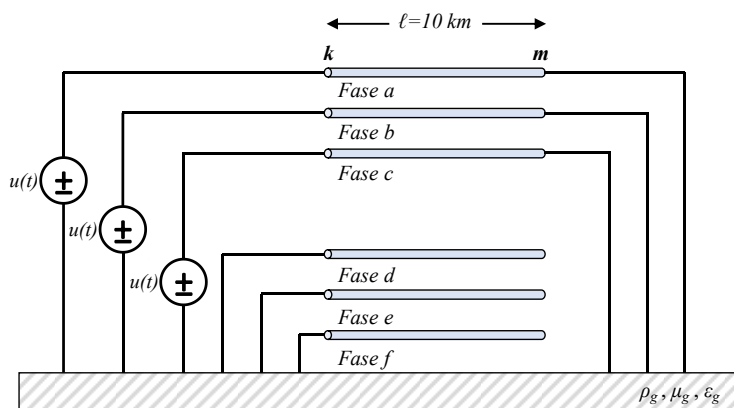 ℓ=10 km
k
m
Fase a
Fase b
Fase c
u(t)
u(t)
u(t)
Fase d
Fase e
Fase f
ρg , μg , εg